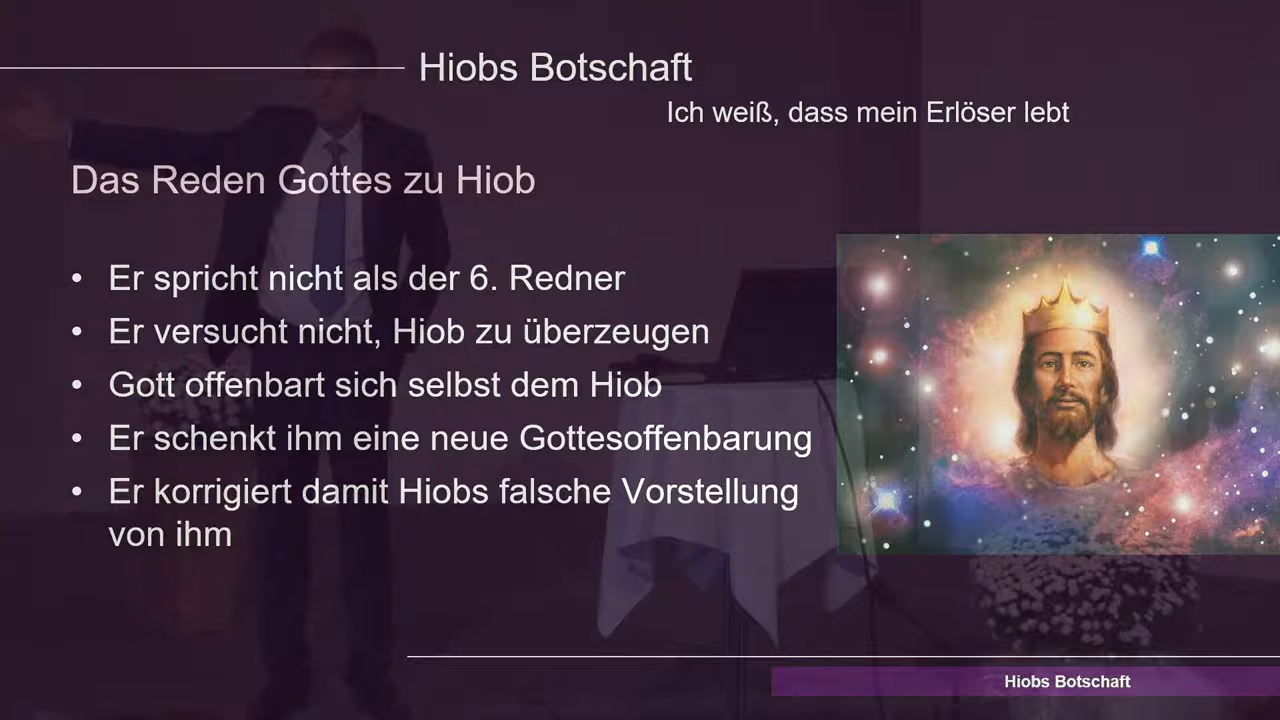 Hiobs Botschaft
Ich weiß, dass mein Erlöser lebt
Das Reden Gottes zu Hiob
• Er spricht nicht als der 6. Redner
• Er versucht nicht, Hiob zu überzeugen
• Gott offenbart sich selbst dem Hiob
• Er schenkt ihm eine neue Gottesoffenbarung
• Er korrigiert damit Hiobs falsche Vorstellung
von ihm
Hiobs Botschaft